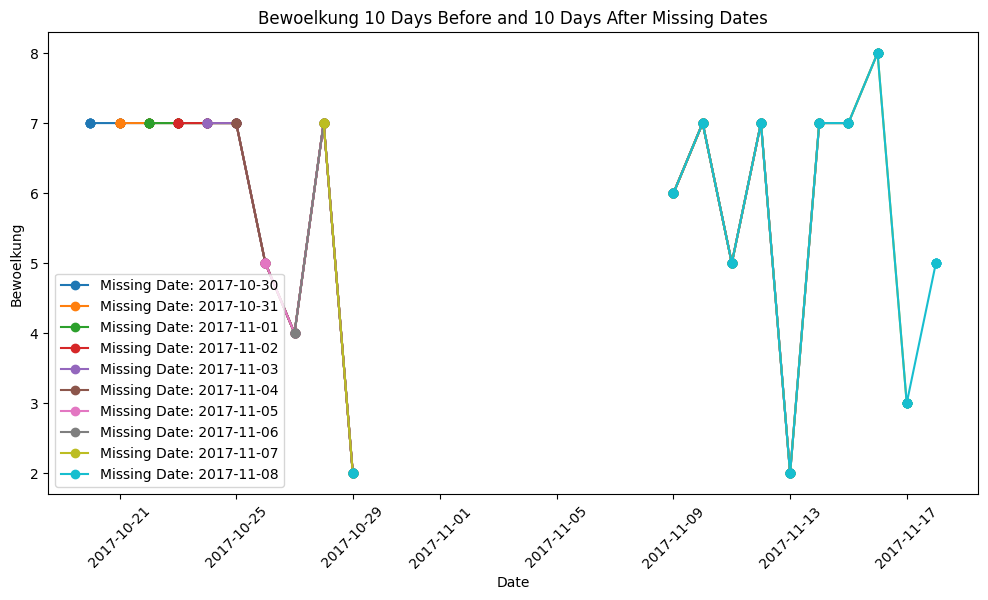 Bewoelkung 10 Days Before and 10 Days After Missing Dates
Bewoelkung
8
7
6
5
4
3
2
Missing Date: 2017-10-30
Missing Date: 2017-10-31
Missing Date: 2017-11-01
Missing Date: 2017-11-02
Missing Date: 2017-11-03
Missing Date: 2017-11-04
Missing Date: 2017-11-05
Missing Date: 2017-11-06
Missing Date: 2017-11-07
Missing Date: 2017-11-08
2017-10-21
2017-10-25
2017-10-29
2017-11-01
2017-11-05
2017-11-09
2017-11-13
2017-11-17
Date